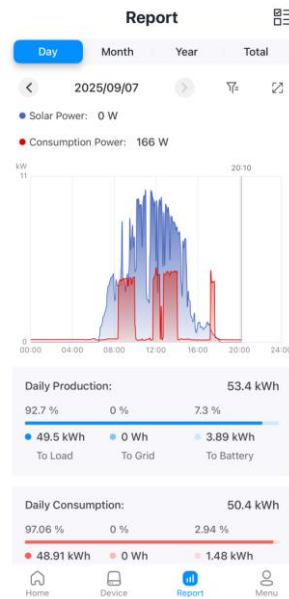 Report
Day Month Year Total
2025/09/07
Solar Power: 0 W
Consumption Power: 166 W
kW 20:10
11
0
00:00 04:00 08:00 12:00 16:00 20:00 24:00
Daily Production: 53.4 kWh
92.7 % 0 % 7.3 %
49.5 kWh 0 Wh 3.89 kWh
To Load To Grid To Battery
Daily Consumption: 50.4 kWh
97.06 % 0 % 2.94 %
48.91 kWh 0 Wh 1.48 kWh
Home Device Report Menu